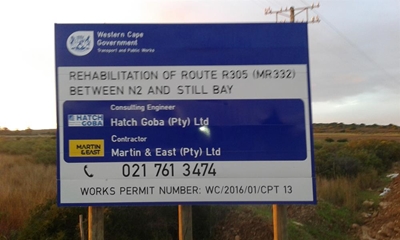 Western Cape
Government
Transport and Public Works
REHABILITATION OF ROUTE R305 (MR332)
BETWEEN N2 AND STILL BAY
Consulting Engineer
HATCH
GOBA
Hatch Goba (Pty) Ltd
Contractor
MARTIN
&EAST
Martin & East (Pty) Ltd
021 761 3474
WORKS PERMIT NUMBER: WC/2016/01/CPT 13